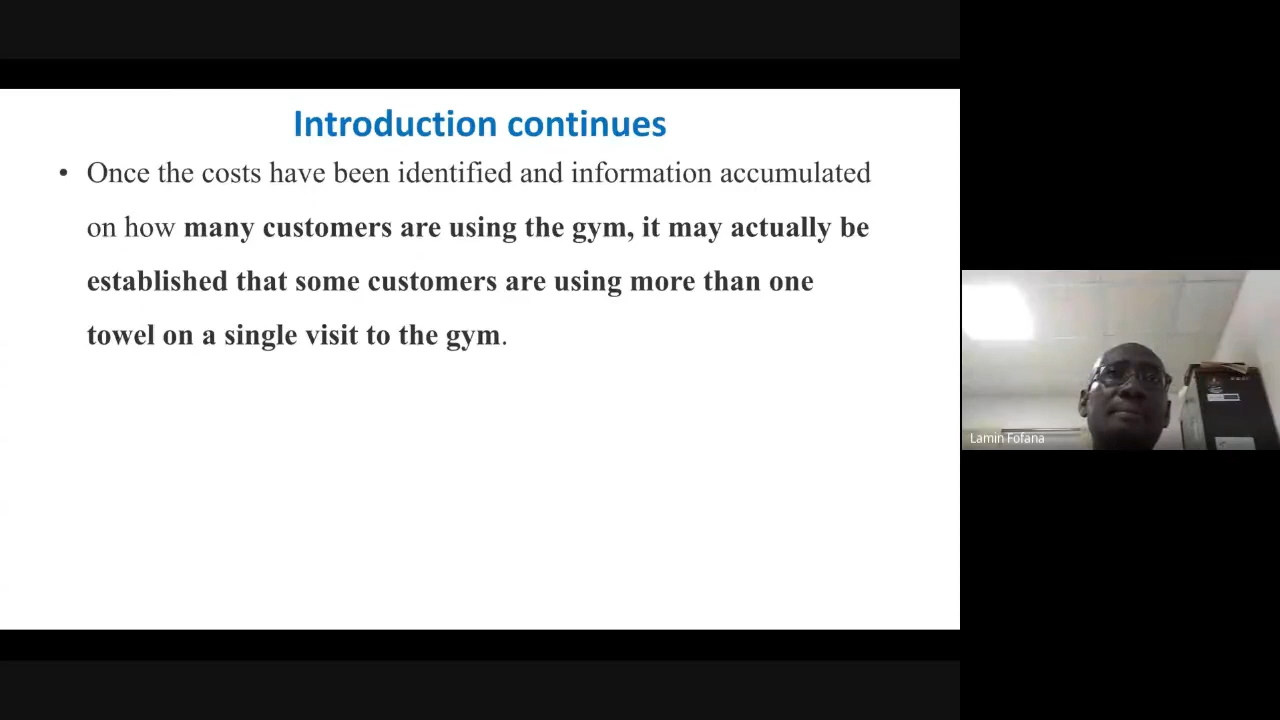 Introduction continues
• Once the costs have been identified and information accumulated
on how many customers are using the gym, it may actually be
established that some customers are using more than one
towel on a single visit to the gym.
Lamin Fofana